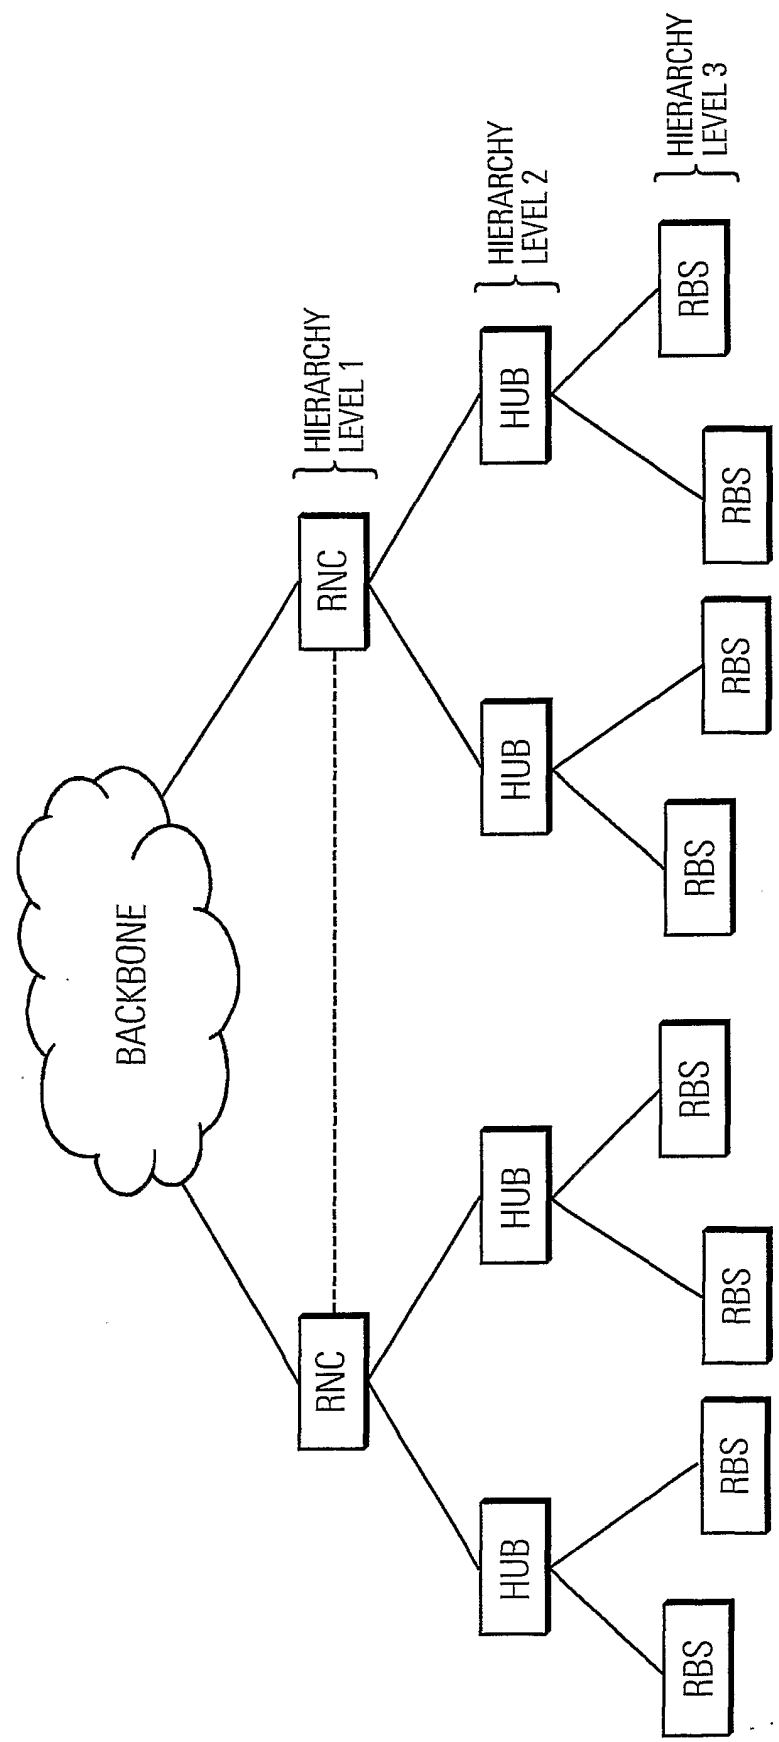 BACKBONE
RNC
RNC
HIERARCHY
LEVEL 1
HUB
HUB
HUB
HUB
HIERARCHY
LEVEL 2
RBS
RBS
RBS
RBS
RBS
RBS
RBS
RBS
HIERARCHY
LEVEL 3